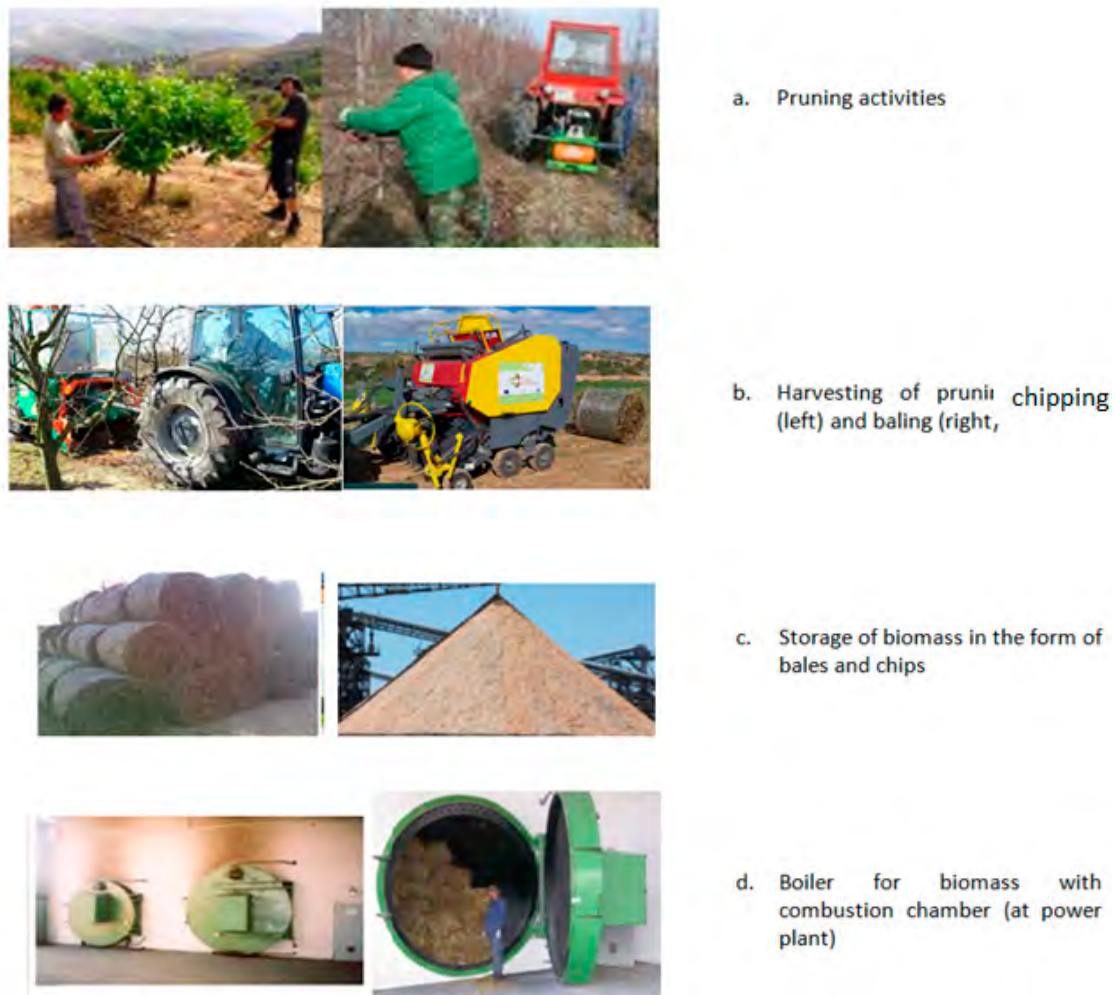 a. Pruning activities
b. Harvesting of prunin chipping
(left) and baling (right,
c. Storage of biomass in the form of
bales and chips
d. Boiler for biomass with
combustion chamber (at power
plant)